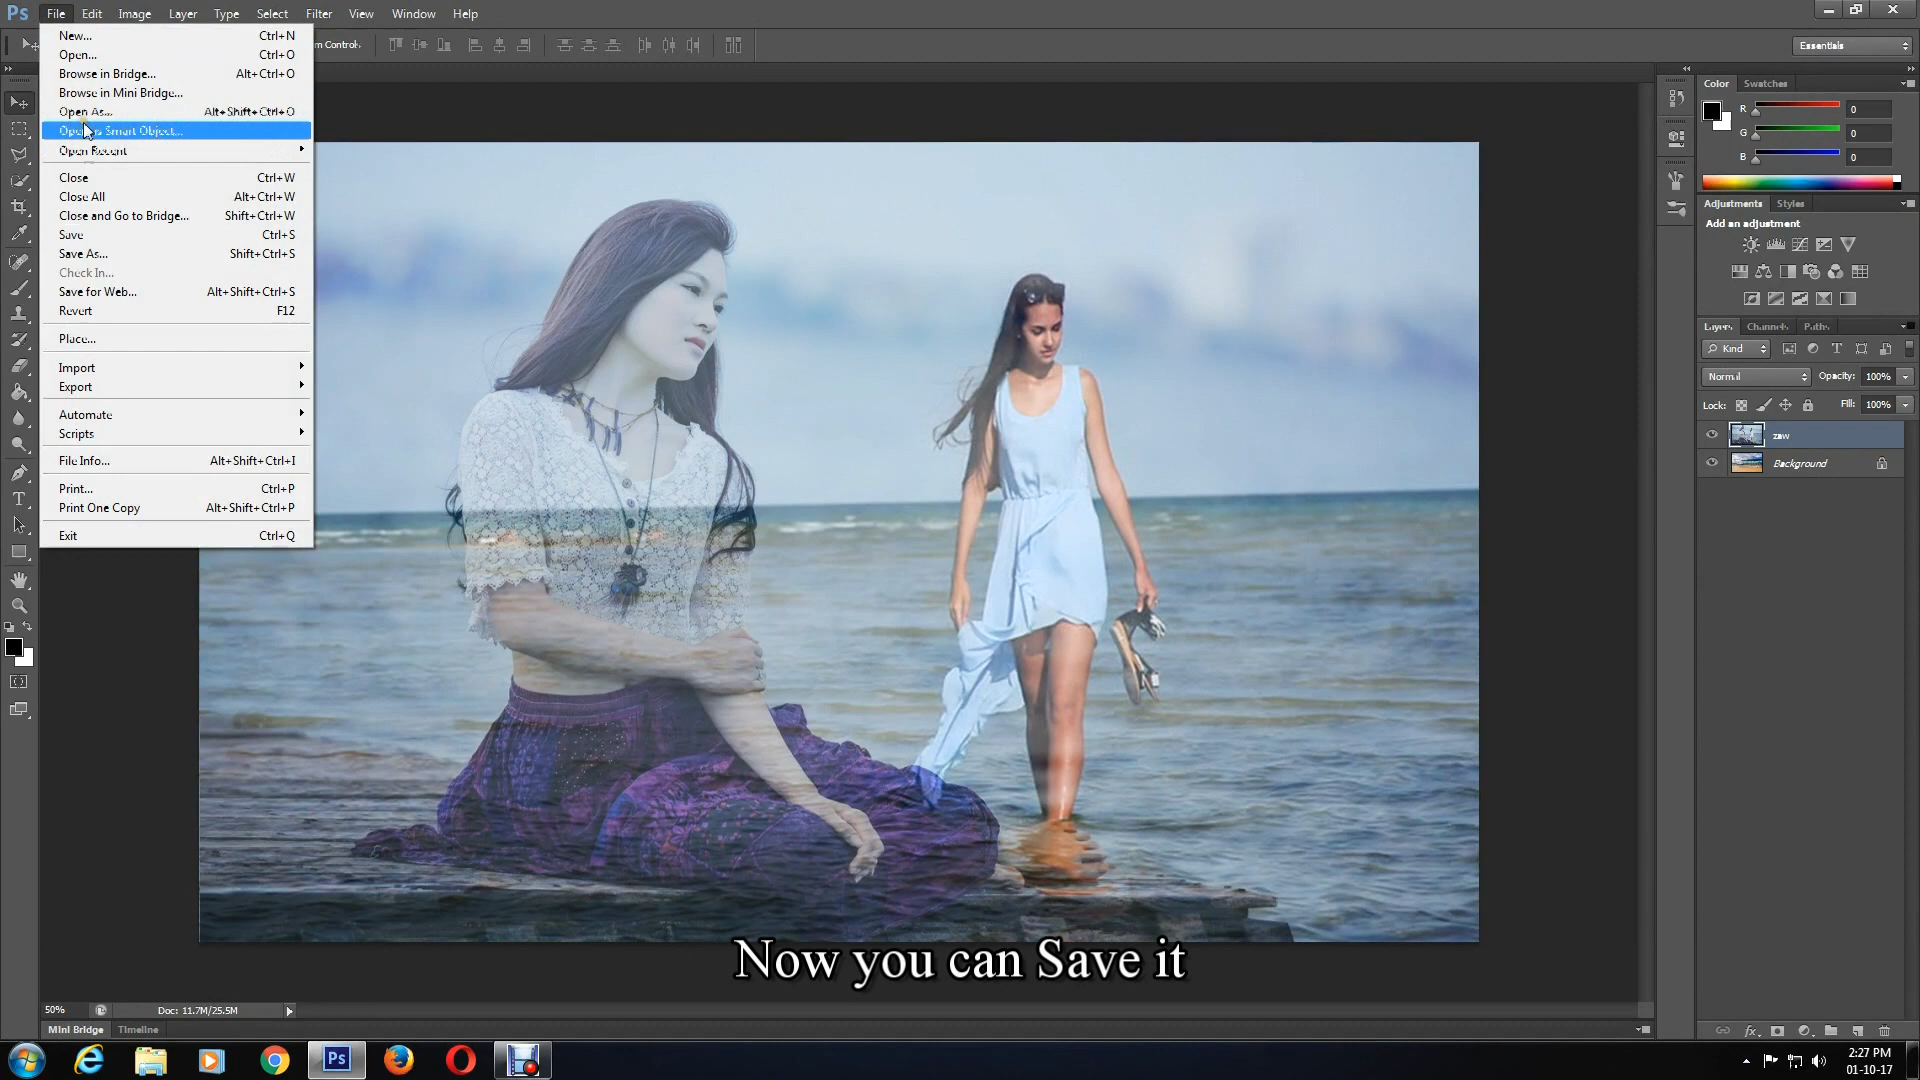 Ps File Edit Image Layer Type Select Filter View Window Help
New... Ctrl+N
Open... Ctrl+O
Browse in Bridge... Alt+Ctrl+O
Browse in Mini Bridge...
Open As... Alt+Shift+Ctrl+O
Open As Smart Object...
Open Recent
Close Ctrl+W
Close All Alt+Ctrl+W
Close and Go to Bridge... Shift+Ctrl+W
Save Ctrl+S
Save As... Shift+Ctrl+S
Check In...
Save for Web... Alt+Shift+Ctrl+S
Revert F12
Place...
Import
Export
Automate
Scripts
File Info... Alt+Shift+Ctrl+I
Print... Ctrl+P
Print One Copy Alt+Shift+Ctrl+P
Exit Ctrl+Q
Controls
Essentials
Color Swatches
R 0
G 0
B 0
Adjustments Styles
Add an adjustment
Layers Channels Paths
Kind
Normal Opacity: 100%
Lock: Fill: 100%
zaw
Background
Now you can Save it
50% Doc: 11.7M/25.5M
Mini Bridge Timeline
Ps
2:27 PM
01-10-17